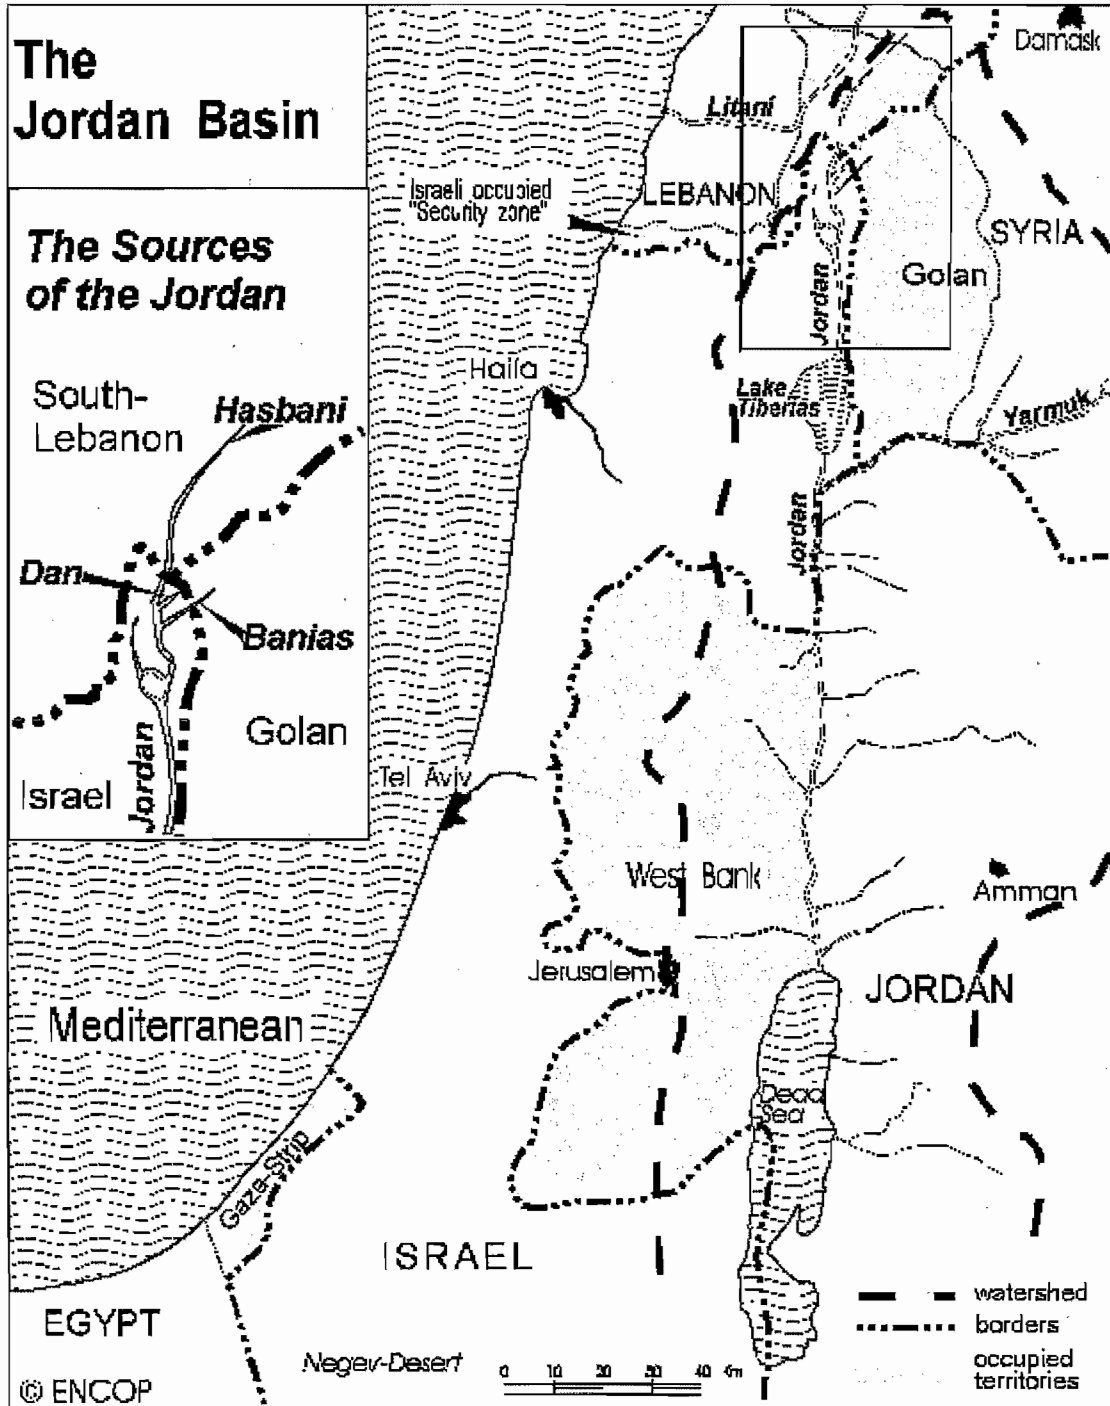 The
Jordan Basin
The Sources
of the Jordan
South-
Lebanon
Hasbani
Dan
Banias
Golan
Jordan
Israel
Damask
Litani
Israeli occupied
"Security zone"
LEBANON
SYRIA
Golan
Jordan
Haifa
Lake
Tiberias
Yarmuk
Jordan
Tel Aviv
West Bank
Amman
Jerusalem
JORDAN
Mediterranean
Dead
Sea
Gaza-Strip
ISRAEL
EGYPT
Negev-Desert
0 10 20 30 40 Km
watershed
borders
occupied
territories
© ENCOP